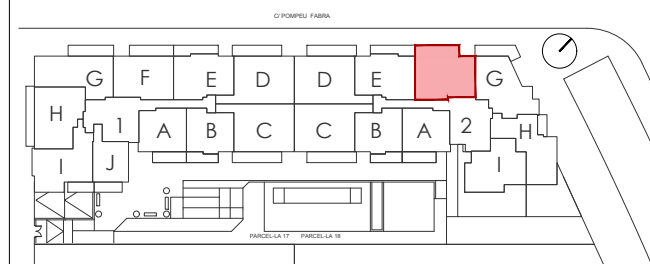 C/ POMPEU FABRA
G F E D D E G
H 1 A B C C B A 2 H
I J I
PARCEL·LA 17 PARCEL·LA 18